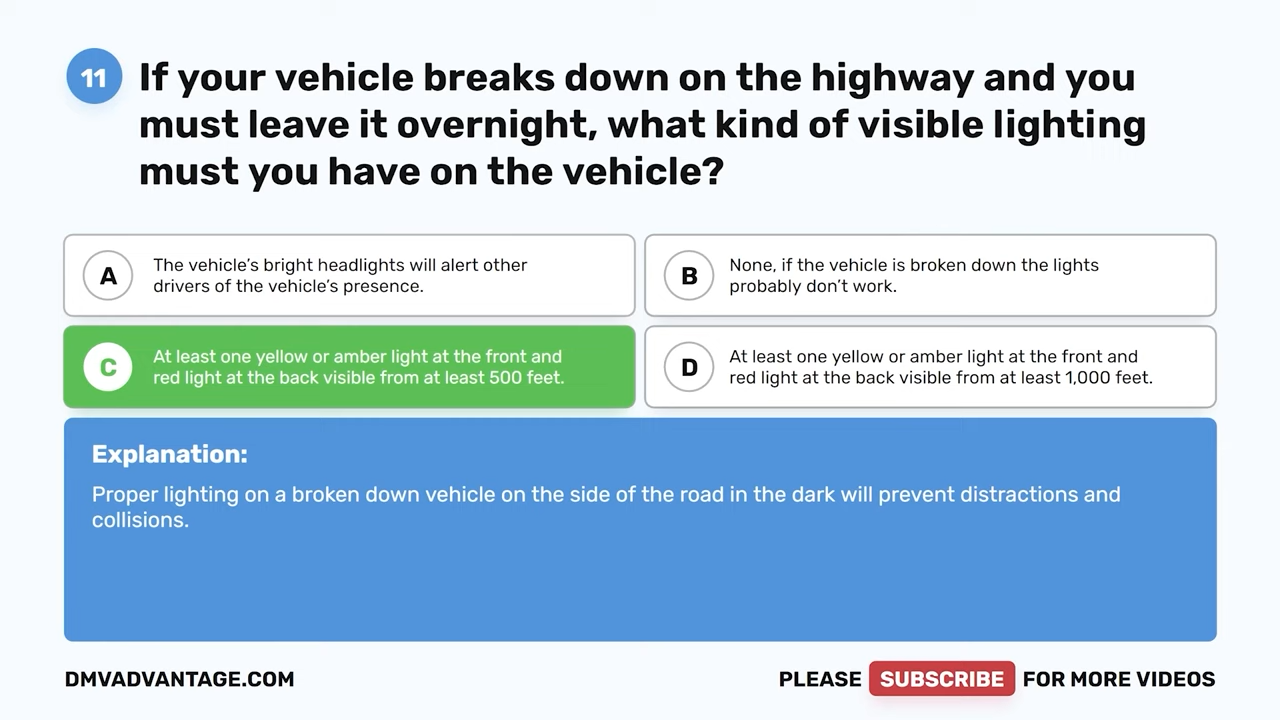 11
If your vehicle breaks down on the highway and you
must leave it overnight, what kind of visible lighting
must you have on the vehicle?
A
The vehicle's bright headlights will alert other
drivers of the vehicle's presence.
B
None, if the vehicle is broken down the lights
probably don't work.
C
At least one yellow or amber light at the front and
red light at the back visible from at least 500 feet.
D
At least one yellow or amber light at the front and
red light at the back visible from at least 1,000 feet.
Explanation:
Proper lighting on a broken down vehicle on the side of the road in the dark will prevent distractions and
collisions.
DMVADVANTAGE.COM
PLEASE SUBSCRIBE FOR MORE VIDEOS